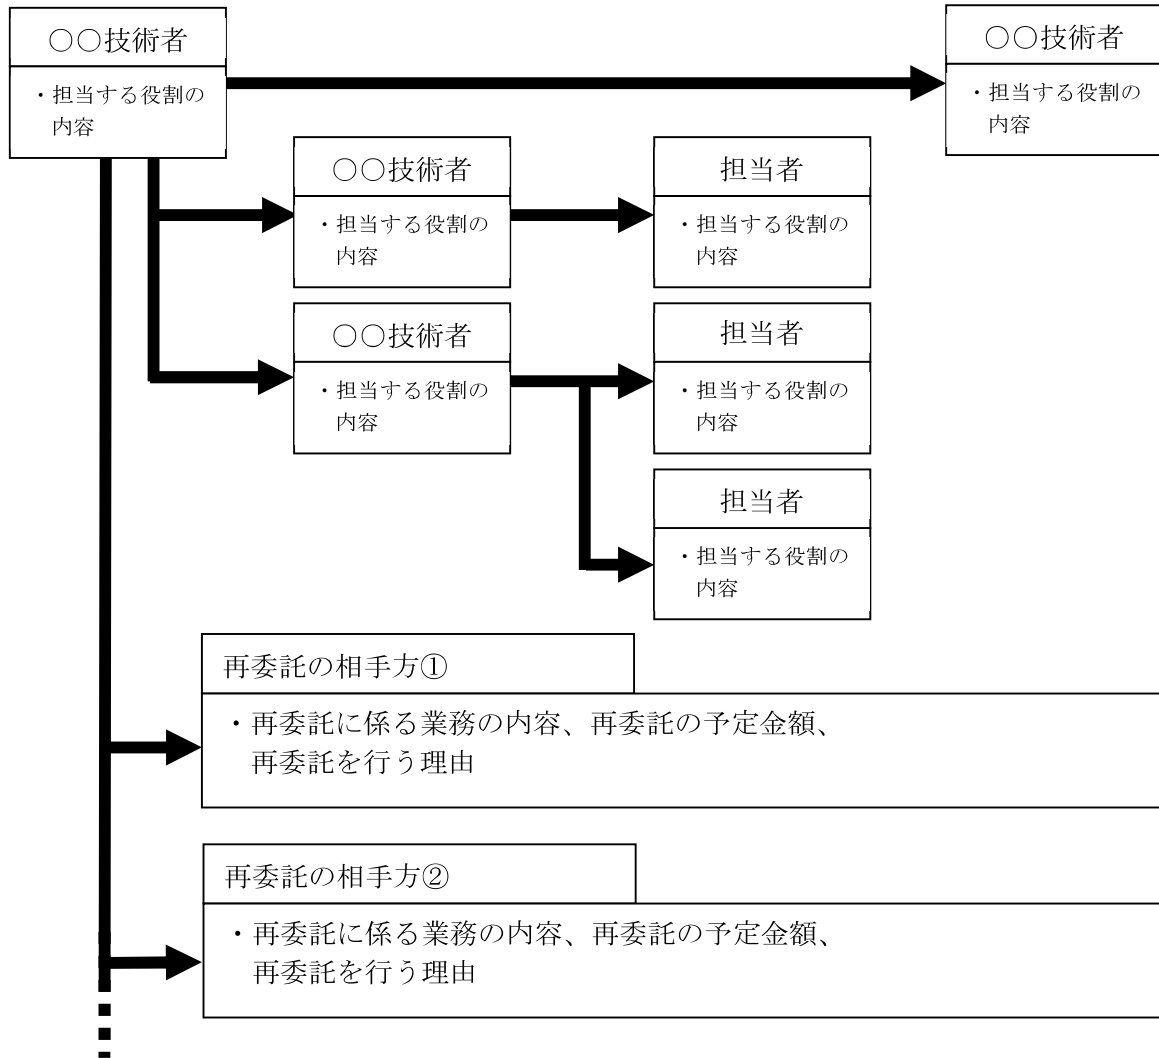 〇〇技術者
・担当する役割の
内容
〇〇技術者
・担当する役割の
内容
〇〇技術者
・担当する役割の
内容
担当者
・担当する役割の
内容
〇〇技術者
・担当する役割の
内容
担当者
・担当する役割の
内容
担当者
・担当する役割の
内容
再委託の相手方①
・再委託に係る業務の内容、再委託の予定金額、
再委託を行う理由
再委託の相手方②
・再委託に係る業務の内容、再委託の予定金額、
再委託を行う理由